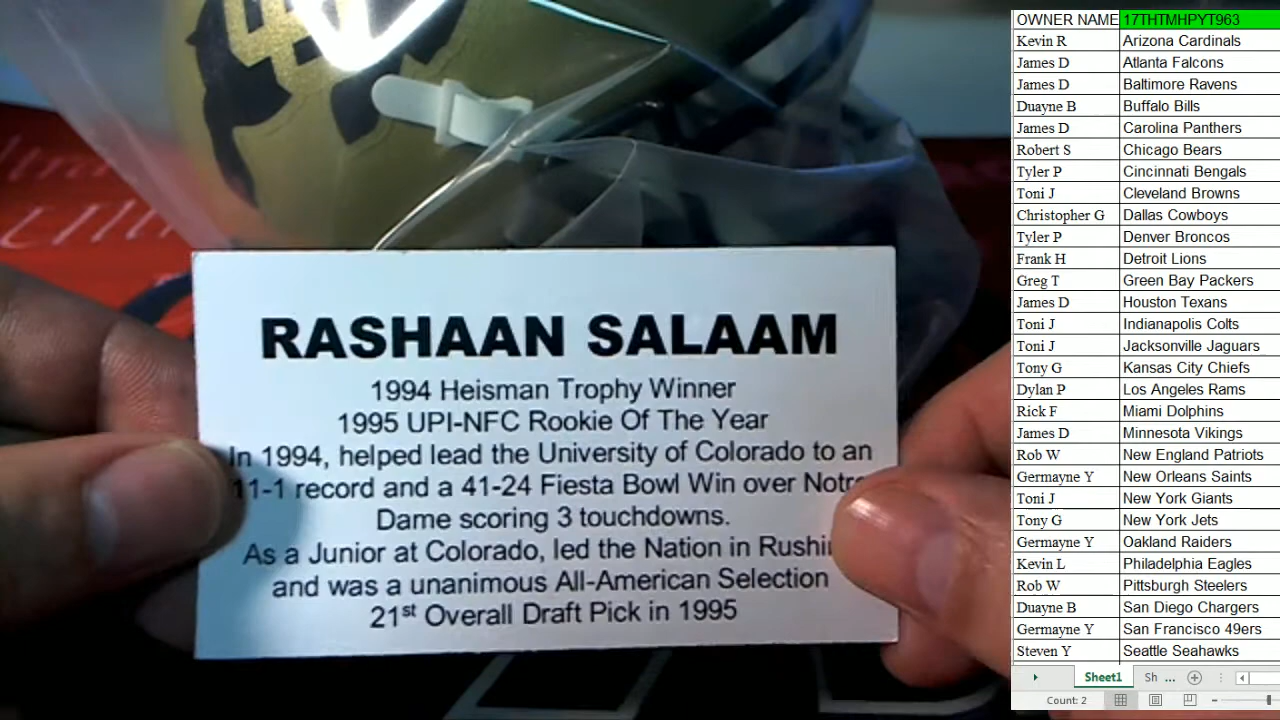 RASHAAN SALAAM
1994 Heisman Trophy Winner
1995 UPI-NFC Rookie Of The Year
In 1994, helped lead the University of Colorado to an
11-1 record and a 41-24 Fiesta Bowl Win over Notre
Dame scoring 3 touchdowns.
As a Junior at Colorado, led the Nation in
and was a unanimous All-American Selection
21st Overall Draft Pick in 1995
OWNER NAME 17THTMHPYT963
Kevin R Arizona Cardinals
James D Atlanta Falcons
James D Baltimore Ravens
Duayne B Buffalo Bills
James D Carolina Panthers
Robert S Chicago Bears
Tyler P Cincinnati Bengals
Toni J Cleveland Browns
Christopher G Dallas Cowboys
Tyler P Denver Broncos
Frank H Detroit Lions
Greg T Green Bay Packers
James D Houston Texans
Toni J Indianapolis Colts
Toni J Jacksonville Jaguars
Tony G Kansas City Chiefs
Dylan P Los Angeles Rams
Rick F Miami Dolphins
James D Minnesota Vikings
Rob W New England Patriots
Germayne Y New Orleans Saints
Toni J New York Giants
Tony G New York Jets
Germayne Y Oakland Raiders
Kevin L Philadelphia Eagles
Rob W Pittsburgh Steelers
Duayne B San Diego Chargers
Germayne Y San Francisco 49ers
Steven Y Seattle Seahawks
Sheet1 Sh ...
Count: 2